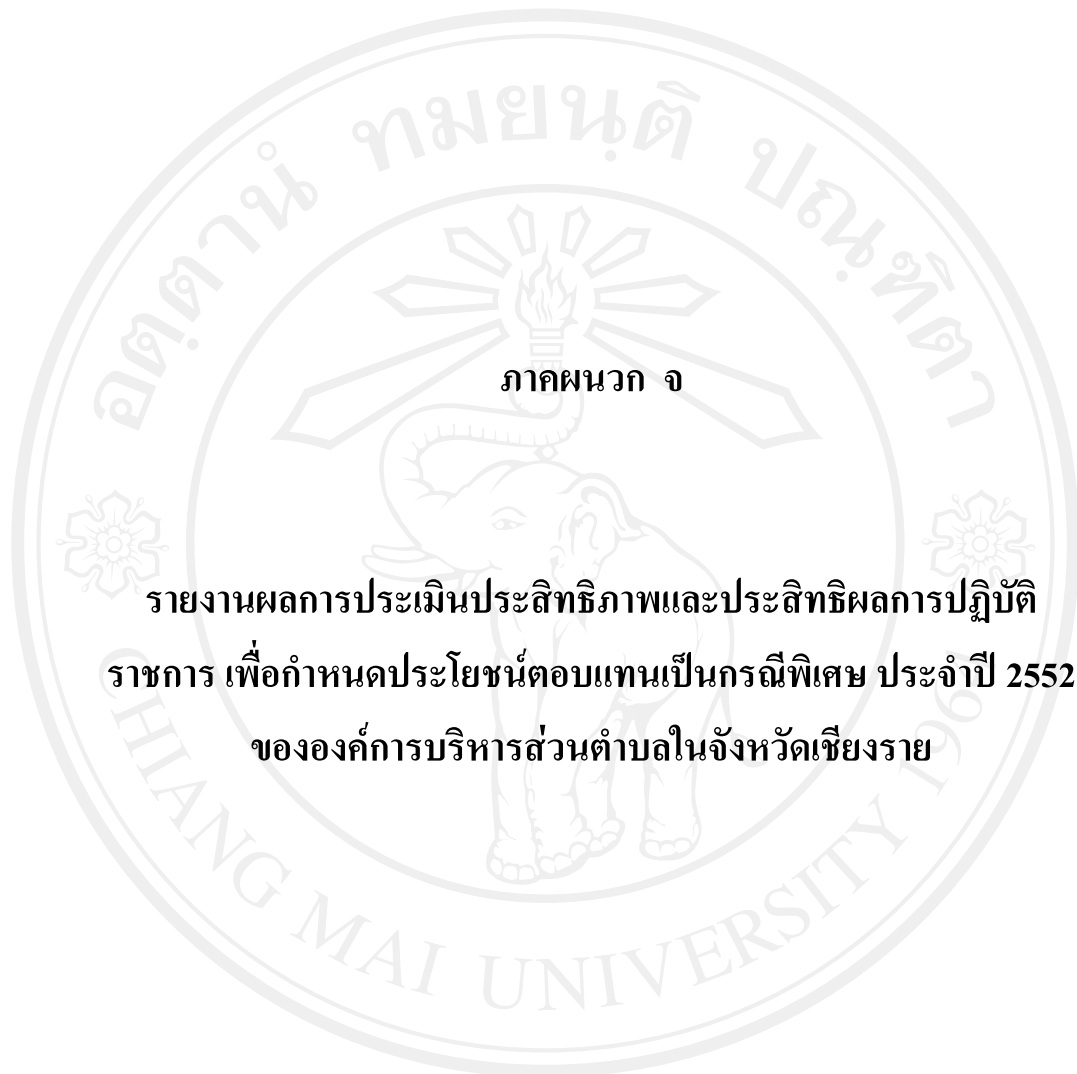 อตฺตานํ ทมยนฺติ ปณฺฑิตา
ภาคผนวก จ
รายงานผลการประเมินประสิทธิภาพและประสิทธิผลการปฏิบัติ
ราชการ เพื่อกำหนดประโยชน์ตอบแทนเป็นกรณีพิเศษ ประจำปี 2552
ขององค์การบริหารส่วนตำบลในจังหวัดเชียงราย
CHIANG MAI UNIVERSITY 1964